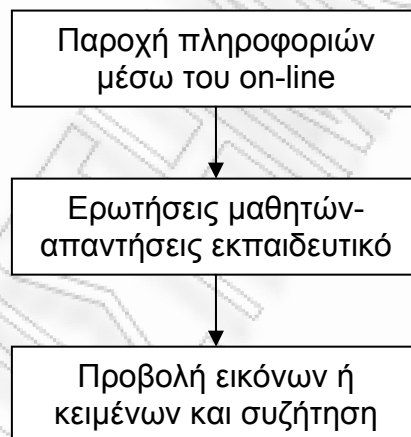 Παροχή πληροφοριών
μέσω του on-line
Ερωτήσεις μαθητών-
απαντήσεις εκπαιδευτικό
Προβολή εικόνων ή
κειμένων και συζήτηση